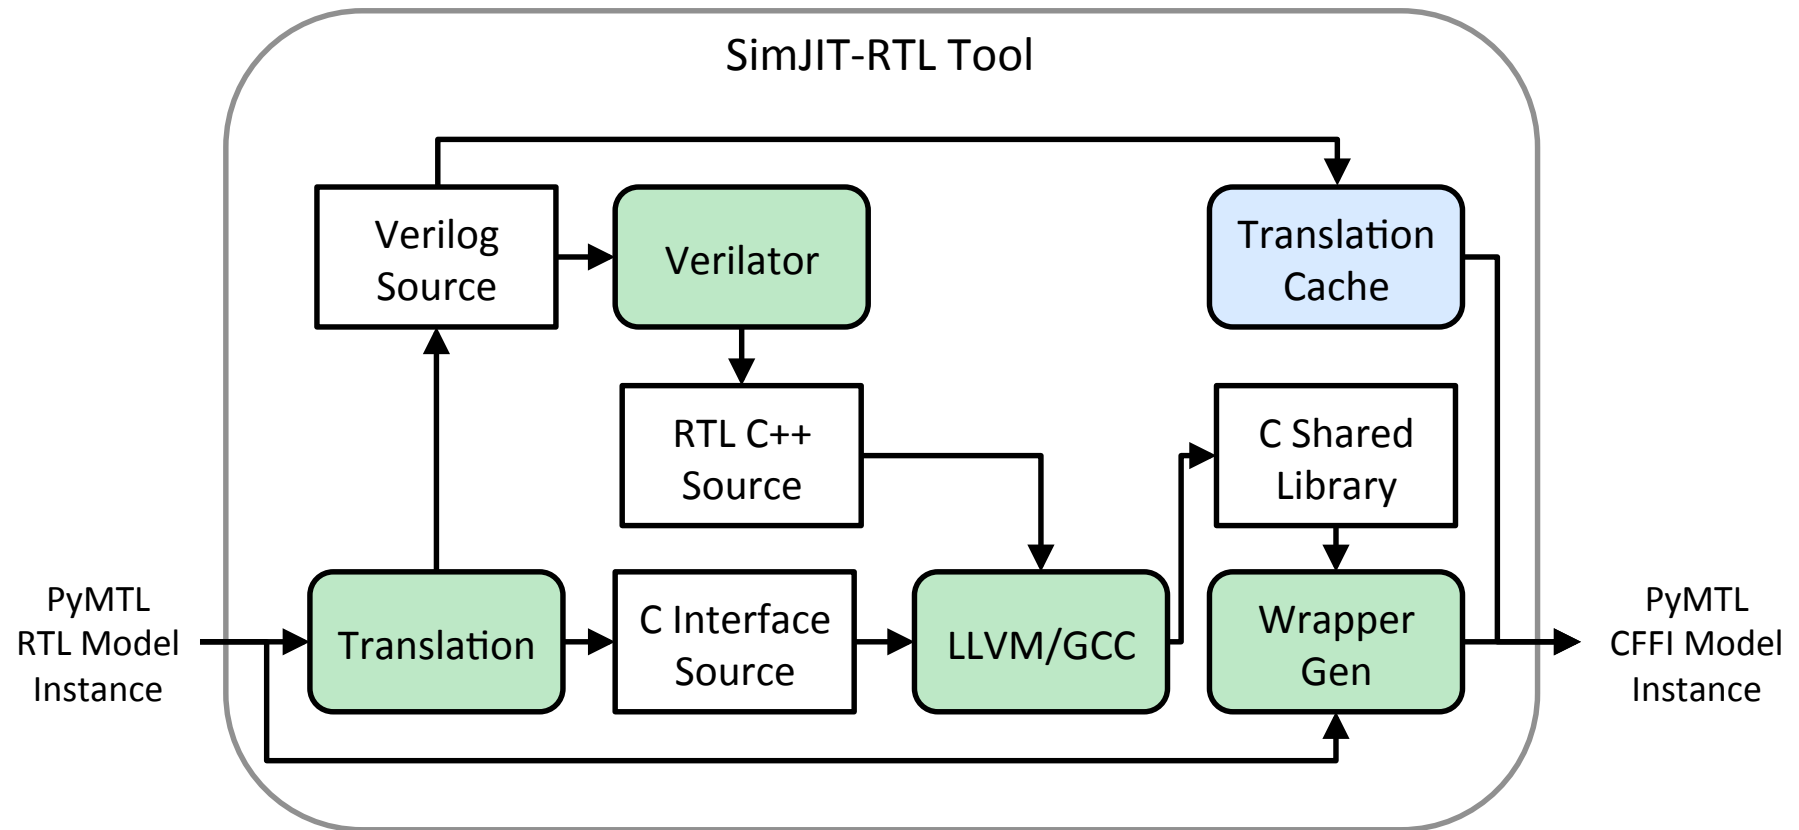 SimJIT-RTL Tool
Verilog
Source
Verilator
Translation
Cache
RTL C++
Source
C Shared
Library
PyMTL
RTL Model
Instance
Translation
C Interface
Source
LLVM/GCC
Wrapper
Gen
PyMTL
CFFI Model
Instance